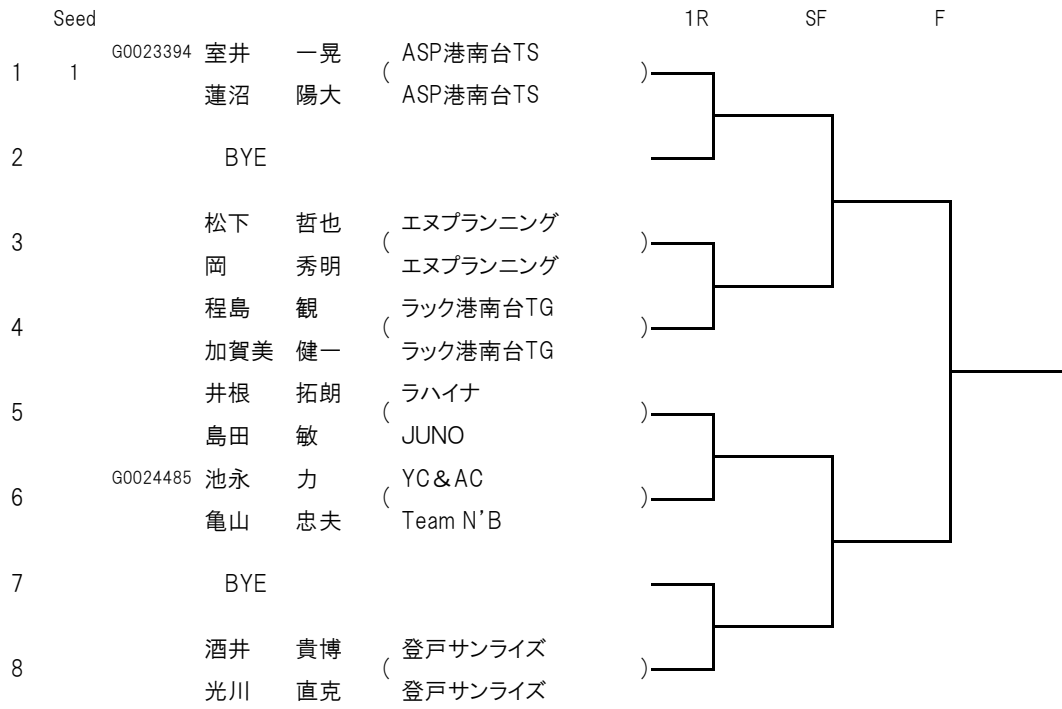 Seed 1R SF F
G0023394 室井 一晃 ASP港南台TS
1 1 ( )
蓮沼 陽大 ASP港南台TS
2 BYE
松下 哲也 エヌプランニング
3 ( )
岡 秀明 エヌプランニング
程島 観 ラック港南台TG
4 ( )
加賀美 健一 ラック港南台TG
井根 拓朗 ラハイナ
5 ( )
島田 敏 JUNO
G0024485 池永 力 YC&AC
6 ( )
亀山 忠夫 Team N'B
7 BYE
酒井 貴博 登戸サンライズ
8 ( )
光川 直克 登戸サンライズ